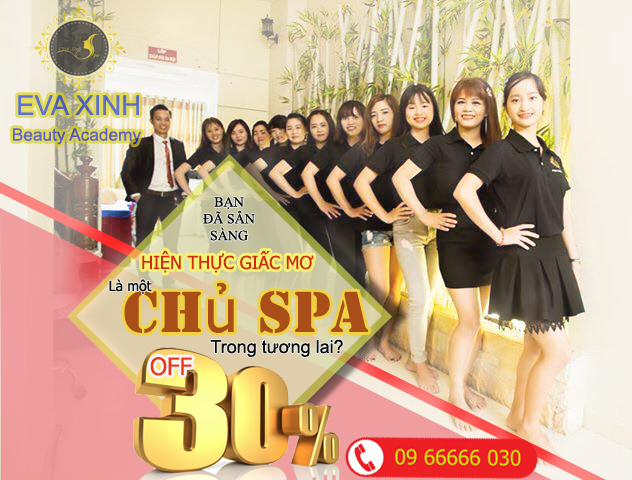 EVA XINH
Beauty Academy
BẠN
ĐÃ SẲN
SÀNG
HIỆN THỰC GIẤC MƠ
Là một
CHỦ SPA
Trong tương lai?
OFF
30%
09 66666 030